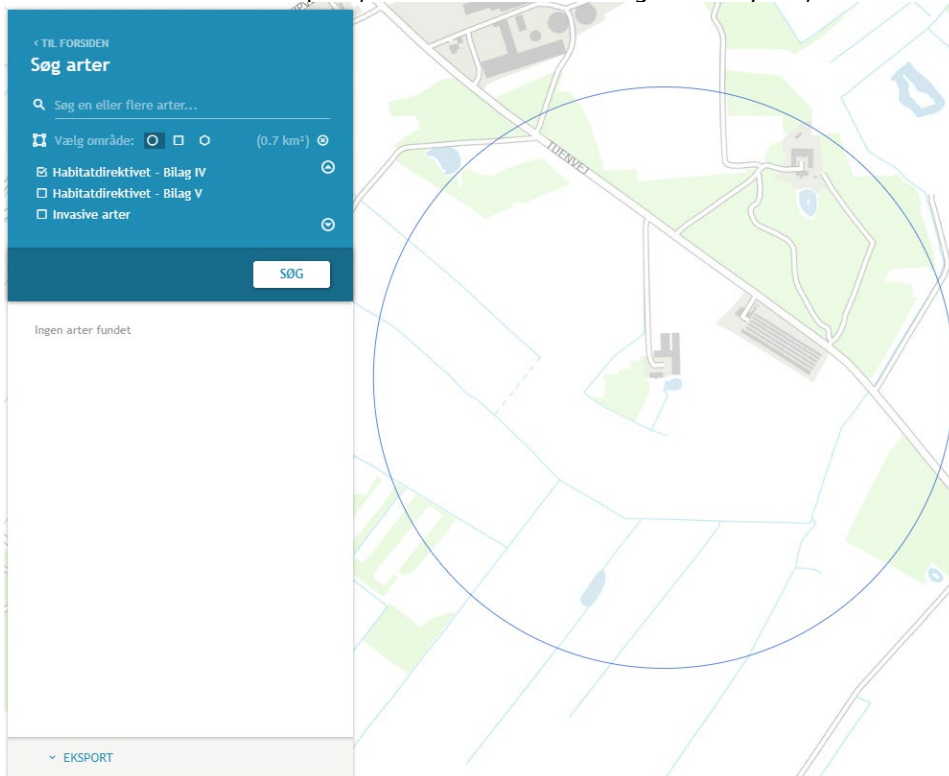 < TIL FORSIDEN
Søg arter
Søg en eller flere arter...
Vælg område: (0.7 km²)
Habitatdirektivet - Bilag IV
Habitatdirektivet - Bilag V
Invasive arter
SØG
Ingen arter fundet
EKSPORT
TUENVEJ